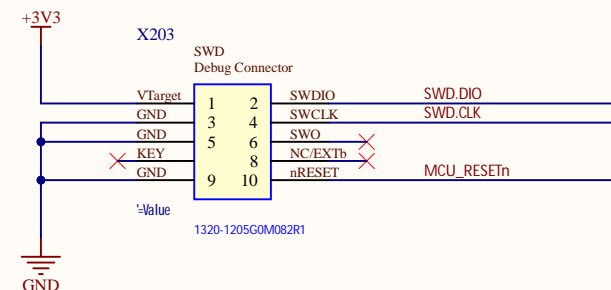 +3V3
X203
SWD
Debug Connector
VTarget 1 2 SWDIO SWD.DIO
GND 3 4 SWCLK SWD.CLK
GND 5 6 SWO
KEY 8 NC/EXTb
GND 9 10 nRESET MCU_RESETn
'=Value
1320-1205G0M082R1
GND